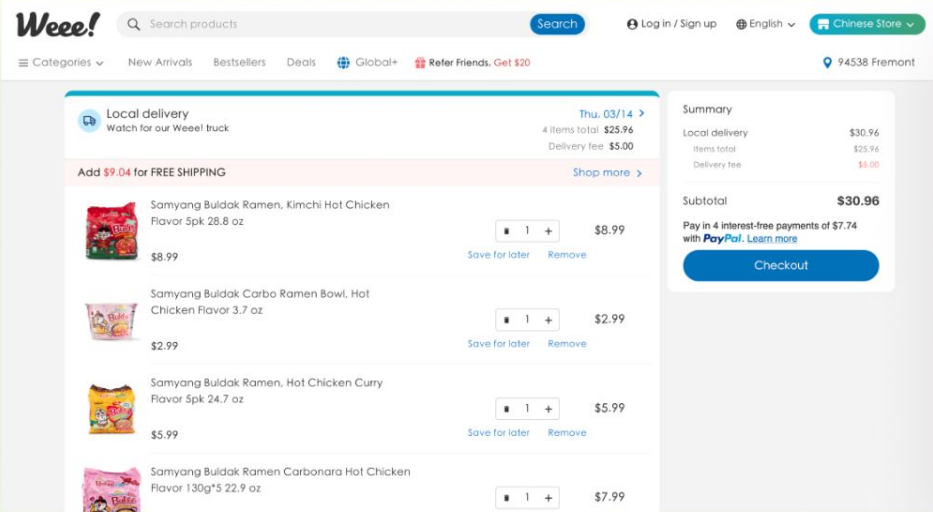 Weee!
Search products
Search
Log in / Sign up
English
Chinese Store
Categories
New Arrivals
Bestsellers
Deals
Global+
Refer Friends, Get $20
94538 Fremont
Local delivery
Watch for our Weee! truck
Thu. 03/14
4 items total $25.96
Delivery fee $5.00
Add $9.04 for FREE SHIPPING
Shop more
Samyang Buldak Ramen, Kimchi Hot Chicken
Flavor 5pk 28.8 oz
$8.99
1 +
$8.99
Save for later Remove
Samyang Buldak Carbo Ramen Bowl, Hot
Chicken Flavor 3.7 oz
$2.99
1 +
$2.99
Save for later Remove
Samyang Buldak Ramen, Hot Chicken Curry
Flavor 5pk 24.7 oz
$5.99
1 +
$5.99
Save for later Remove
Samyang Buldak Ramen Carbonara Hot Chicken
Flavor 130g*5 22.9 oz
1 +
$7.99
Summary
Local delivery $30.96
Items total $25.96
Delivery fee $5.00
Subtotal $30.96
Pay in 4 interest-free payments of $7.74
with PayPal. Learn more
Checkout